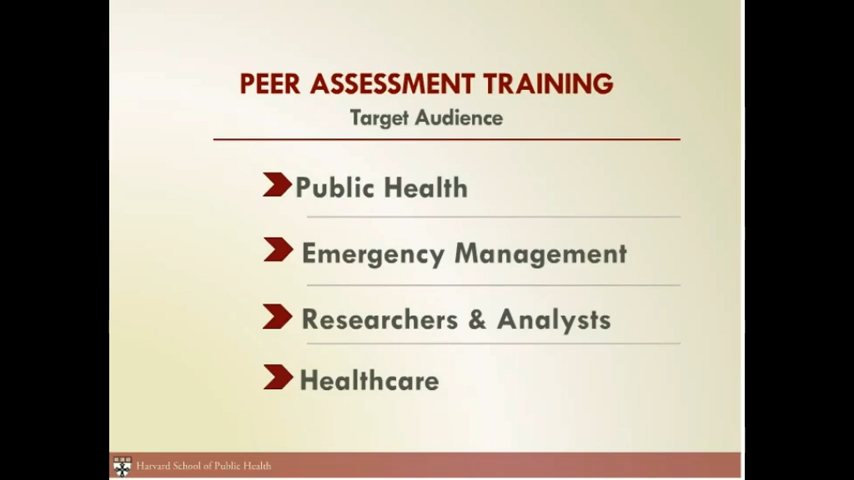 PEER ASSESSMENT TRAINING
Target Audience
Public Health
Emergency Management
Researchers & Analysts
Healthcare
Harvard School of Public Health